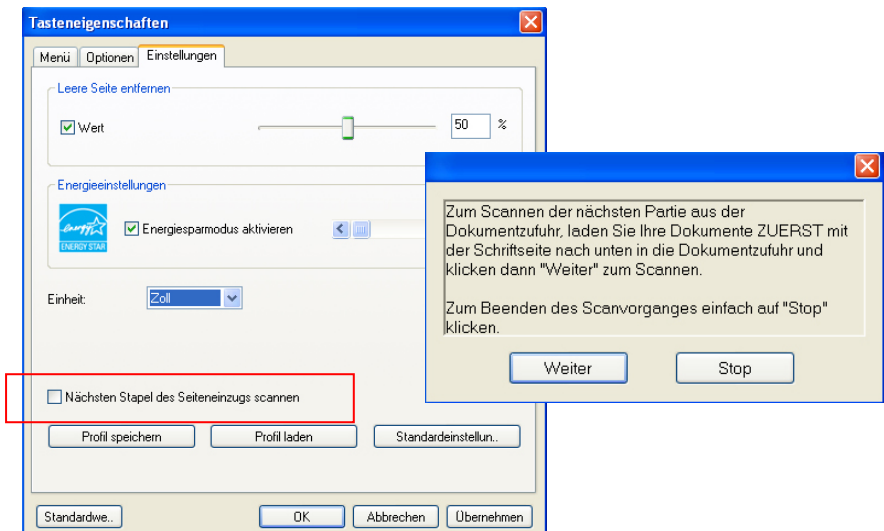 Tasteneigenschaften
Menü Optionen Einstellungen
Leere Seite entfernen
Wert 50 %
Energieeinstellungen
energy
ENERGY STAR
Energiesparmodus aktivieren
Einheit: Zoll
Nächsten Stapel des Seiteneinzugs scannen
Profil speichern Profil laden Standardeinstellun..
Standardwe.. OK Abbrechen Übernehmen
Zum Scannen der nächsten Partie aus der
Dokumentzufuhr, laden Sie Ihre Dokumente ZUERST mit
der Schriftseite nach unten in die Dokumentzufuhr und
klicken dann "Weiter" zum Scannen.
Zum Beenden des Scanvorganges einfach auf "Stop"
klicken.
Weiter Stop